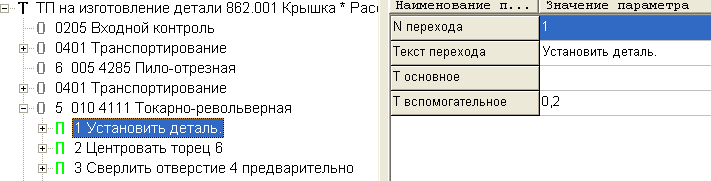 Т ТП на изготовление детали 862.001 Крышка * Расс
0205 Входной контроль
0401 Транспортирование
6 005 4285 Пило-отрезная
0401 Транспортирование
5 010 4111 Токарно-револьверная
П 1 Установить деталь.
П 2 Центровать торец 6
П 3 Сверлить отверстие 4 предварительно
Наименование п... Значение параметра
N перехода 1
Текст перехода Установить деталь.
Т основное
Т вспомогательное 0,2